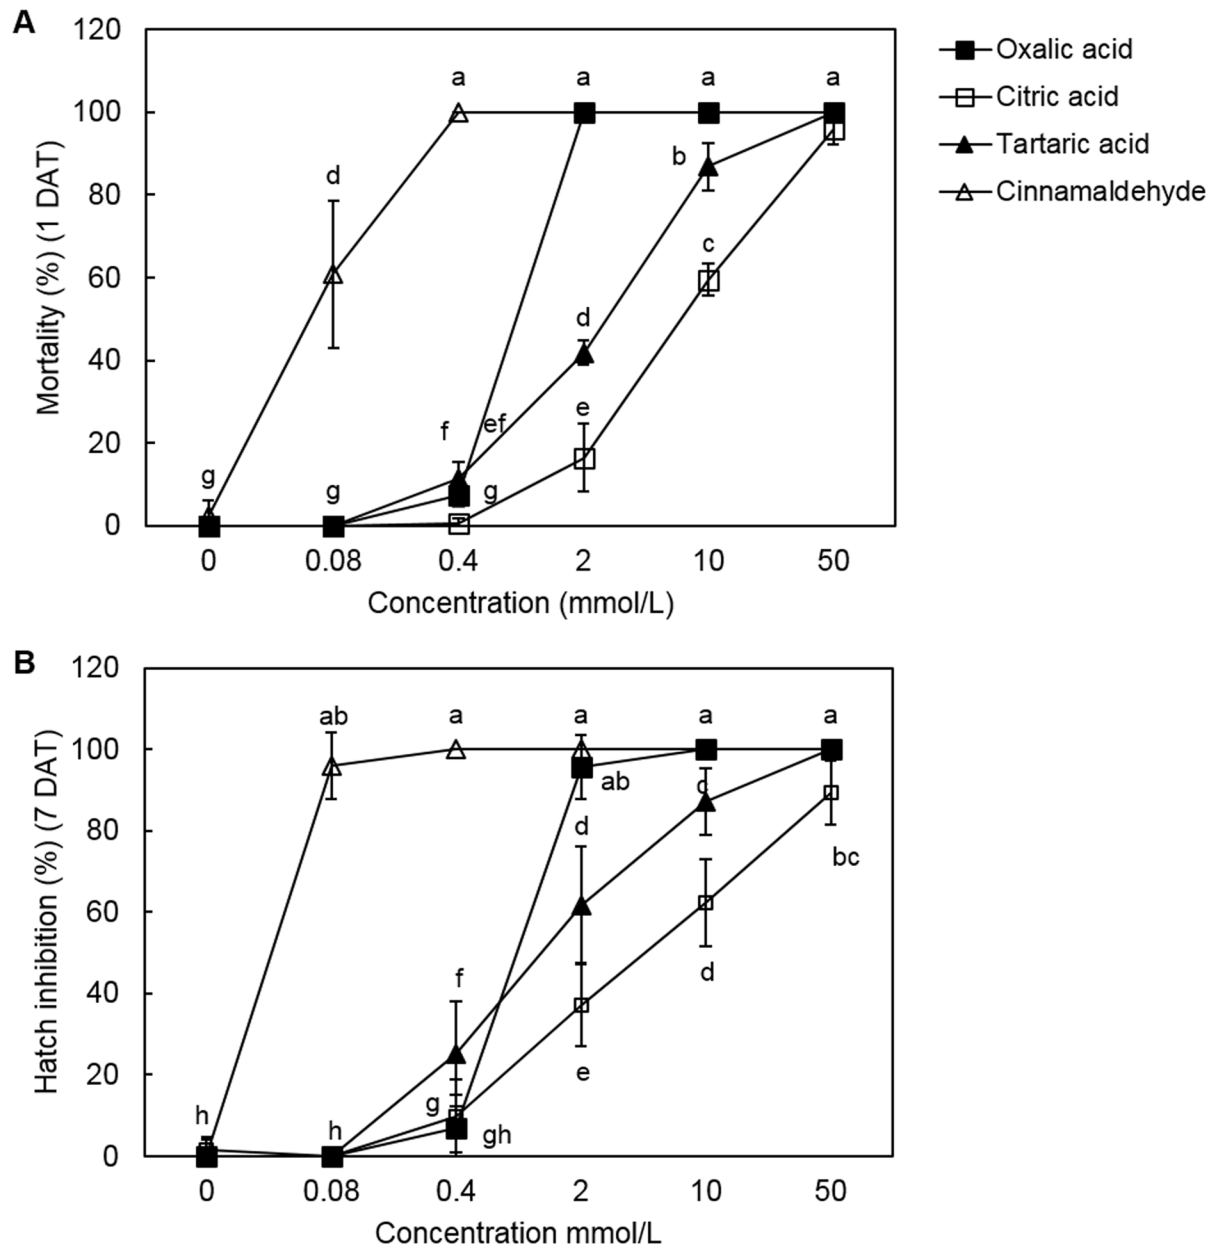 A
120
100
80
60
40
20
0
Mortality (%) (1 DAT)
a a a a
d
b
c
d
e
f ef
g g g
0 0.08 0.4 2 10 50
Concentration (mmol/L)
Oxalic acid
Citric acid
Tartaric acid
Cinnamaldehyde
B
120
100
80
60
40
20
0
Hatch inhibition (%) (7 DAT)
ab a a a a
ab c
d
bc
f d
e
h h g gh
0 0.08 0.4 2 10 50
Concentration mmol/L